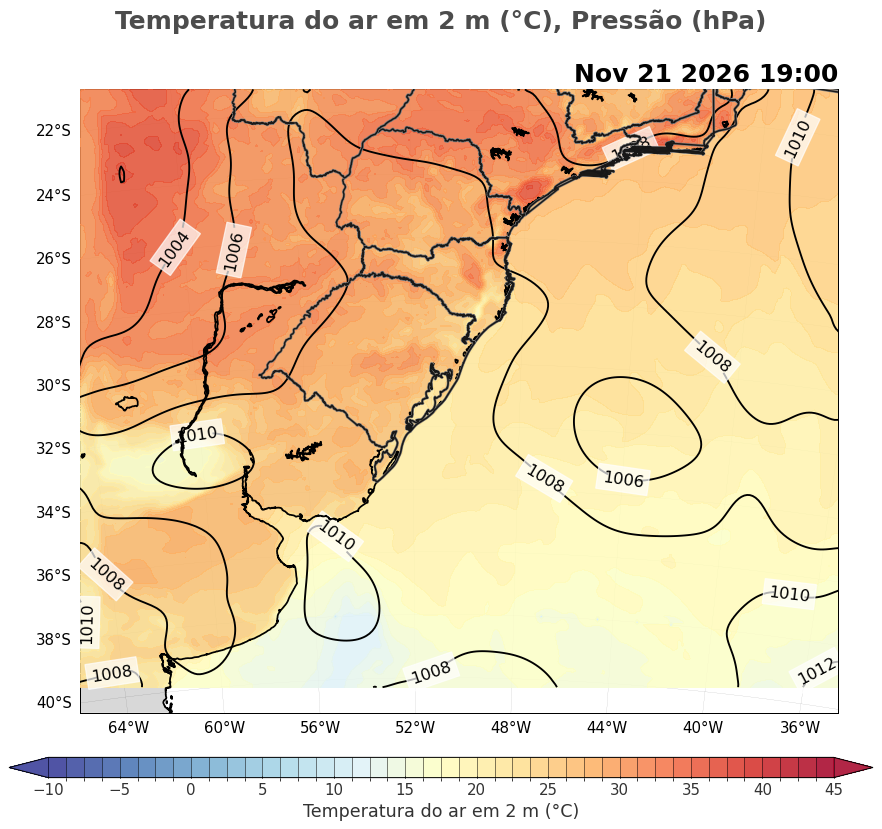 Temperatura do ar em 2 m (°C), Pressão (hPa)
Nov 21 2026 19:00
22°S
24°S
26°S
28°S
30°S
32°S
34°S
36°S
38°S
40°S
1004
1006
1010
1008
1010
1008
1006
1010
1008
1010
1008
1008
1010
1012
64°W
60°W
56°W
52°W
48°W
44°W
40°W
36°W
−10
−5
0
5
10
15
20
25
30
35
40
45
Temperatura do ar em 2 m (°C)